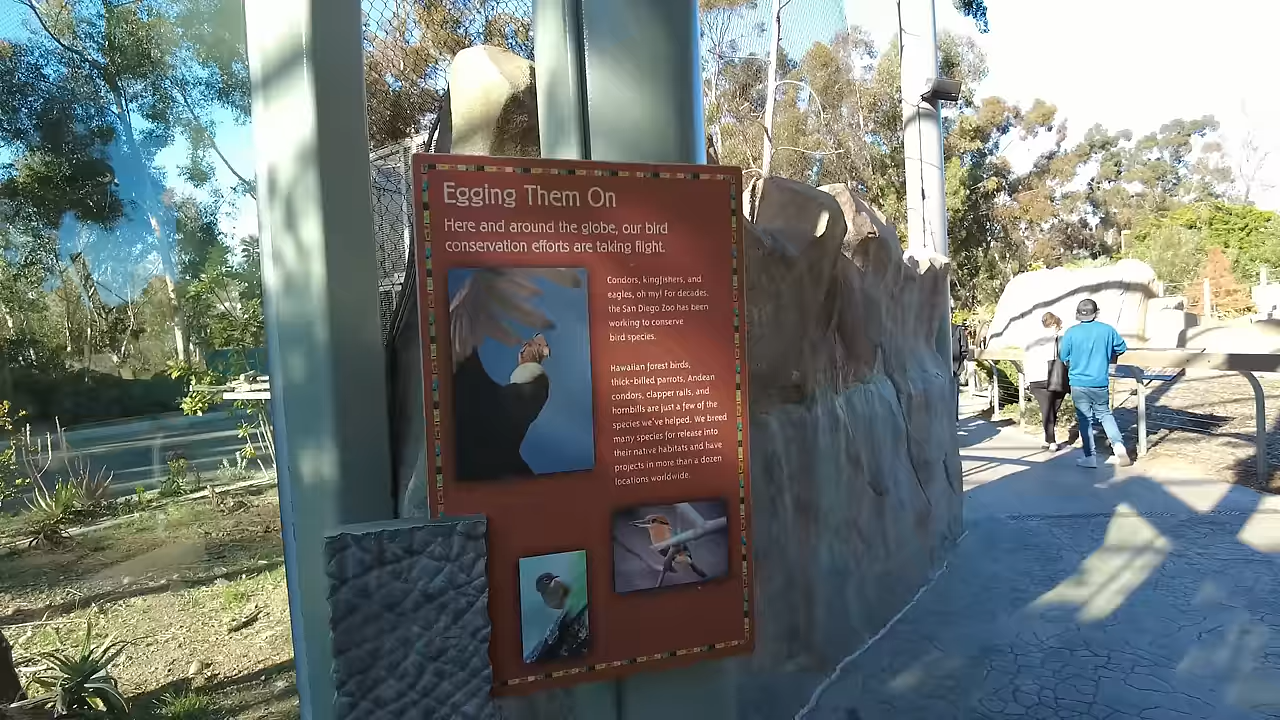 Egging Them On
Here and around the globe, our bird
conservation efforts are taking flight.
Condors, kingfishers, and
eagles, oh my! For decades,
the San Diego Zoo has been
working to conserve
bird species.
Hawaiian forest birds,
thick-billed parrots, Andean
condors, clapper rails, and
hornbills are just a few of the
species we've helped. We breed
many species for release into
their native habitats and have
projects in more than a dozen
locations worldwide.